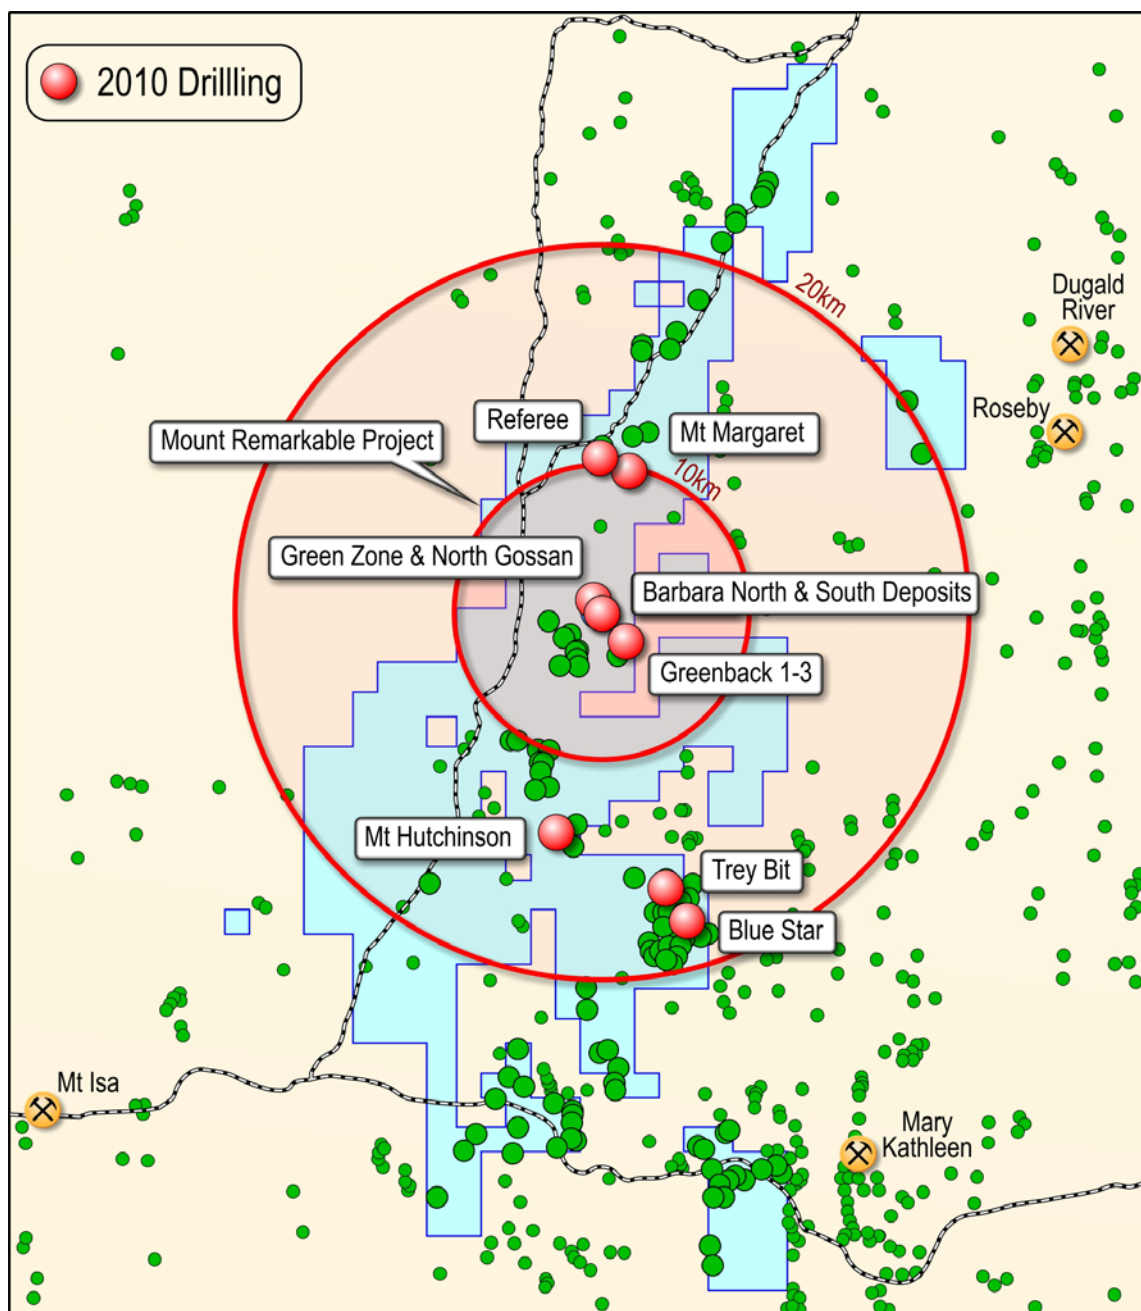 2010 Drillling
20km
Dugald
River
Referee
Mt Margaret
Roseby
Mount Remarkable Project
10km
Green Zone & North Gossan
Barbara North & South Deposits
Greenback 1-3
Mt Hutchinson
Trey Bit
Blue Star
Mt Isa
Mary
Kathleen